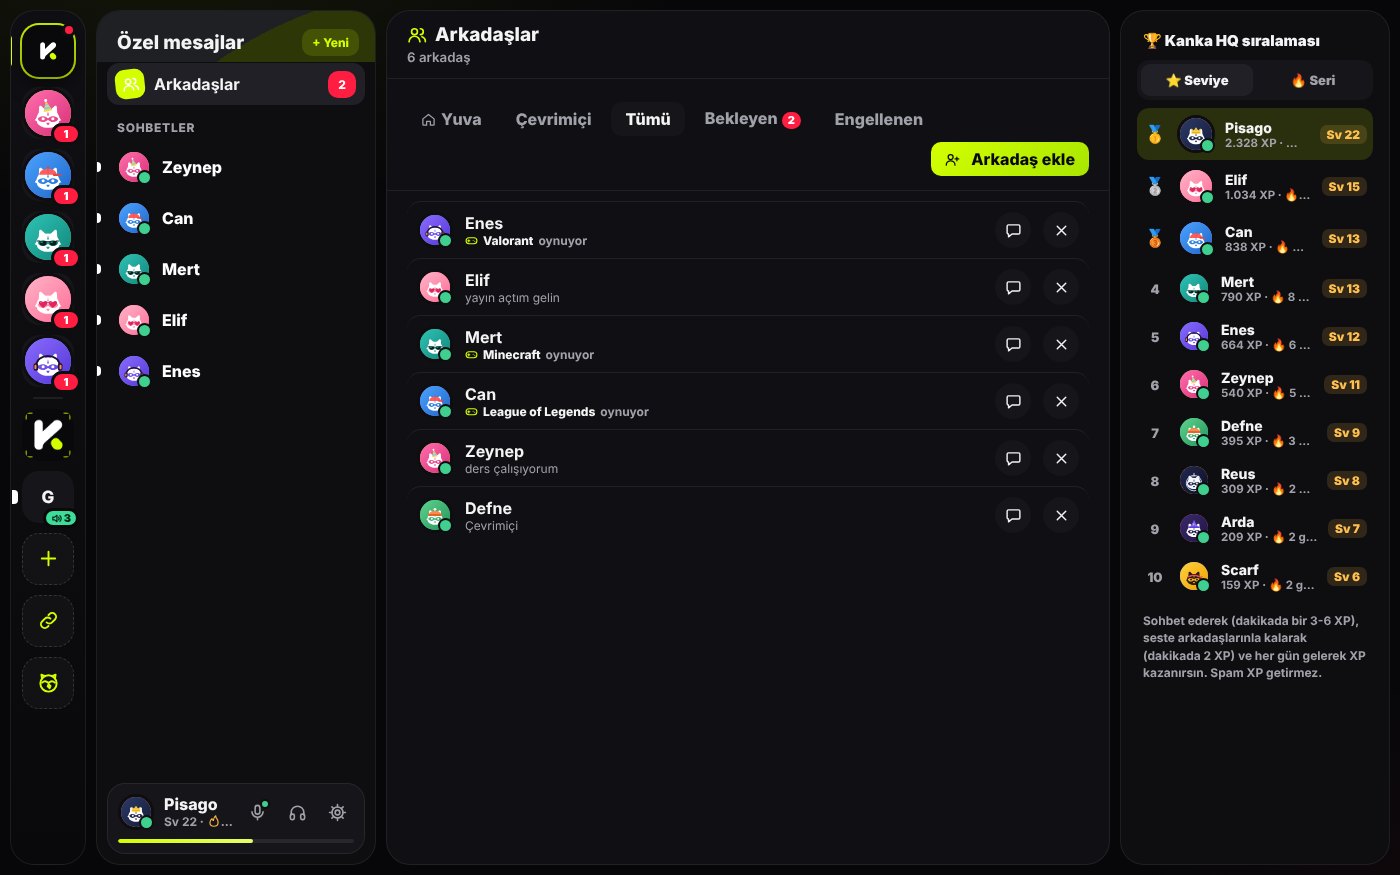 1
1
1
1
1
G
3
Özel mesajlar
+ Yeni
Arkadaşlar
2
SOHBETLER
Zeynep
Can
Mert
Elif
Enes
Pisago
Sv 22 · ...
Arkadaşlar
6 arkadaş
Yuva Çevrimiçi Tümü Bekleyen 2 Engellenen
Arkadaş ekle
Enes
Valorant oynuyor
Elif
yayın açtım gelin
Mert
Minecraft oynuyor
Can
League of Legends oynuyor
Zeynep
ders çalışıyorum
Defne
Çevrimiçi
🏆 Kanka HQ sıralaması
⭐ Seviye 🔥 Seri
Pisago
2.328 XP · ...
Sv 22
Elif
1.034 XP · 🔥...
Sv 15
Can
838 XP · 🔥 ...
Sv 13
4
Mert
790 XP · 🔥 8 ...
Sv 13
5
Enes
664 XP · 🔥 6 ...
Sv 12
6
Zeynep
540 XP · 🔥 5 ...
Sv 11
7
Defne
395 XP · 🔥 3 ...
Sv 9
8
Reus
309 XP · 🔥 2 ...
Sv 8
9
Arda
209 XP · 🔥 2 g...
Sv 7
10
Scarf
159 XP · 🔥 2 g...
Sv 6
Sohbet ederek (dakikada bir 3-6 XP),
seste arkadaşlarınla kalarak
(dakikada 2 XP) ve her gün gelerek XP
kazanırsın. Spam XP getirmez.